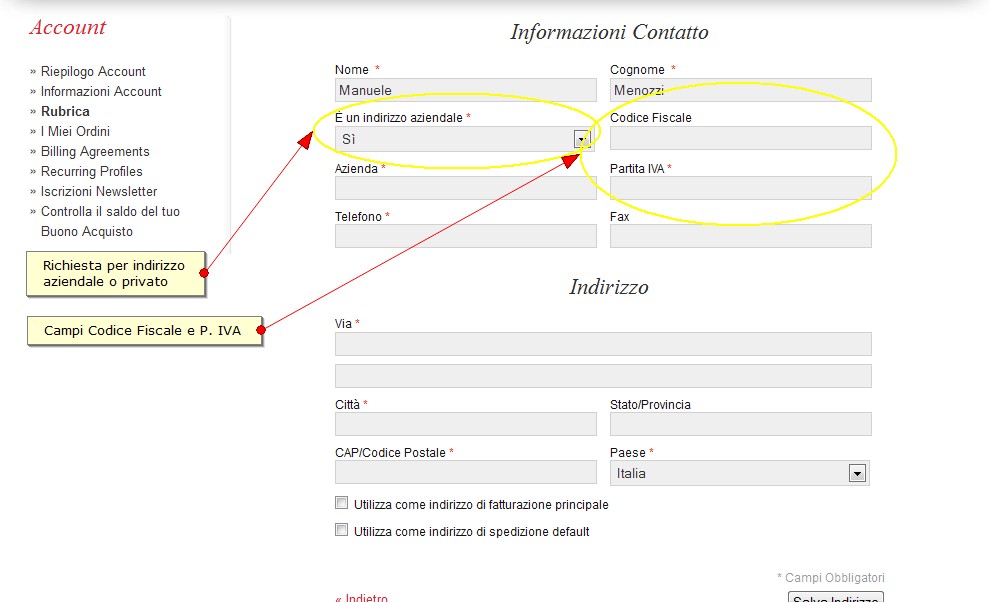 Account
» Riepilogo Account
» Informazioni Account
» Rubrica
» I Miei Ordini
» Billing Agreements
» Recurring Profiles
» Iscrizioni Newsletter
» Controlla il saldo del tuo
Buono Acquisto
Richiesta per indirizzo
aziendale o privato
Campi Codice Fiscale e P. IVA
Informazioni Contatto
Nome *
Cognome *
Manuele
Menozzi
È un indirizzo aziendale *
Codice Fiscale
Sì
Azienda *
Partita IVA *
Telefono *
Fax
Indirizzo
Via *
Città *
Stato/Provincia
CAP/Codice Postale *
Paese *
Italia
Utilizza come indirizzo di fatturazione principale
Utilizza come indirizzo di spedizione default
* Campi Obbligatori
« Indietro
Salva Indirizzo